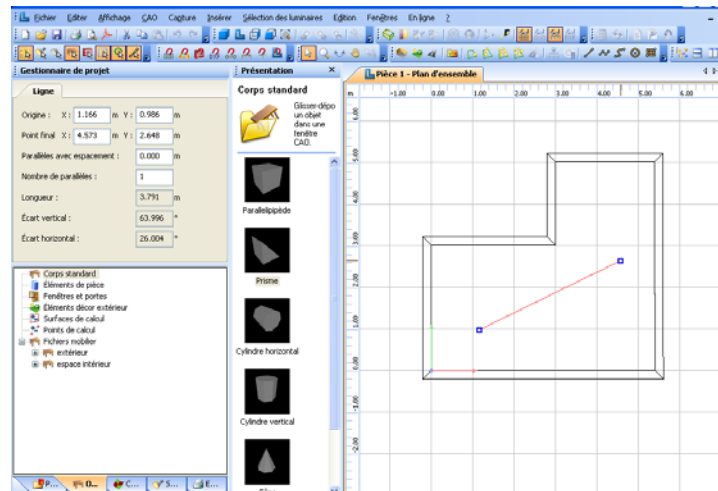 Fichier Editer Affichage CAO Capture Insérer Sélection des luminaires Edition Fenêtres En ligne ?
Gestionnaire de projet
Présentation ×
Pièce 1 - Plan d'ensemble
Ligne
Corps standard
Glisser-dépo
un objet
dans une
fenêtre
CAO.
m -1.00 0.00 1.00 2.00 3.00 4.00 5.00 6.00
Origine : X : 1.166 m Y : 0.986 m
Point final X : 4.573 m Y : 2.648 m
Parallèles avec espacement : 0.000 m
Nombre de parallèles : 1
Longueur : 3.791 m
Écart vertical : 63.996 °
Écart horizontal : 26.004 °
Parallelipipède
Prisme
Cylindre horizontal
Cylindre vertical
6.00
5.00
4.00
3.00
2.00
1.00
0.00
-1.00
-2.00
Corps standard
Éléments de pièce
Fenêtres et portes
Éléments décor extérieur
Surfaces de calcul
Points de calcul
Fichiers mobilier
extérieur
espace intérieur
P... O... C... S... E...